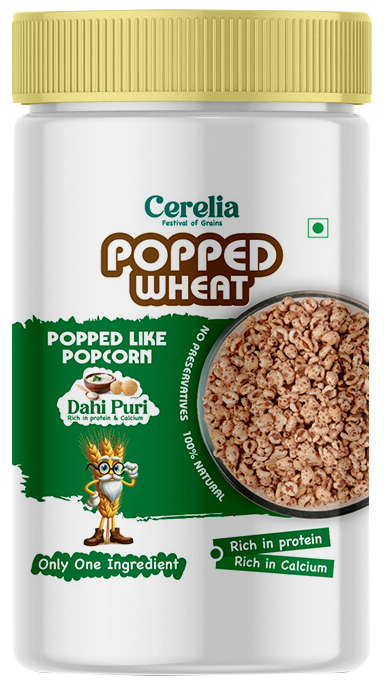 Cerelia
Festival of Grains
POPPED
WHEAT
POPPED LIKE
POPCORN
Dahi Puri
Rich in protein & Calcium
NO PRESERVATIVES 100% NATURAL
Only One Ingredient
Rich in protein
Rich in Calcium